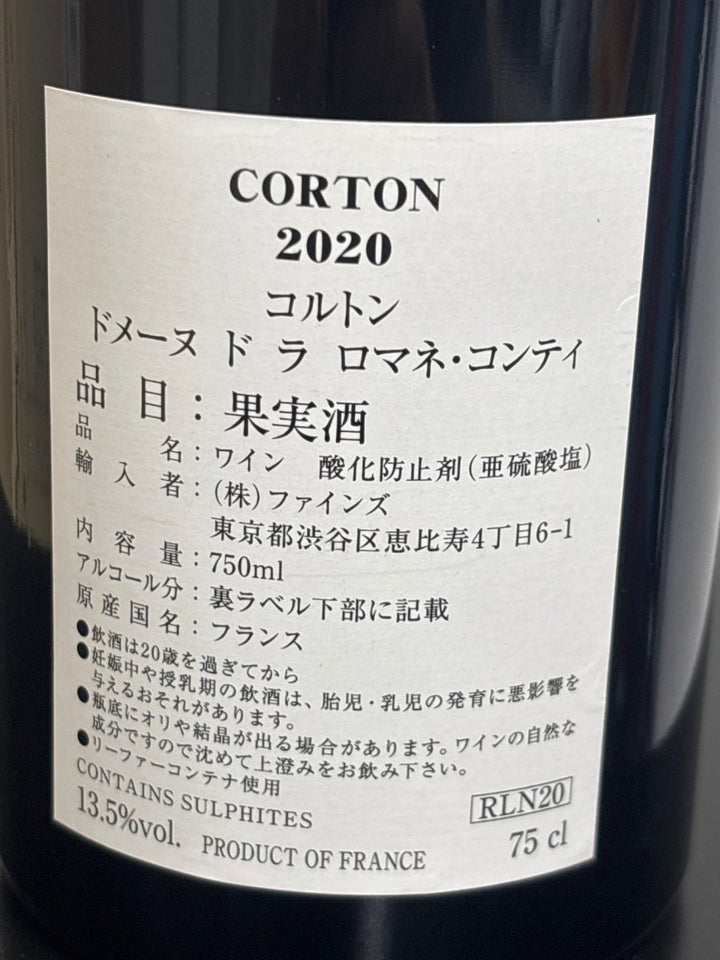 CORTON
2020
コルトン
ドメーヌ ド ラ ロマネ・コンティ
品目：果実酒
品名：ワイン 酸化防止剤（亜硫酸塩）
輸入者：（株）ファインズ
東京都渋谷区恵比寿4丁目6-1
内容量：750ml
アルコール分：裏ラベル下部に記載
原産国名：フランス
●飲酒は20歳を過ぎてから
●妊娠中や授乳期の飲酒は、胎児・乳児の発育に悪影響を
与えるおそれがあります。
●瓶底にオリや結晶が出る場合があります。ワインの自然な
成分ですので沈めて上澄みをお飲み下さい。
●リーファーコンテナ使用
CONTAINS SULPHITES
RLN20
13.5%vol. PRODUCT OF FRANCE 75 cl